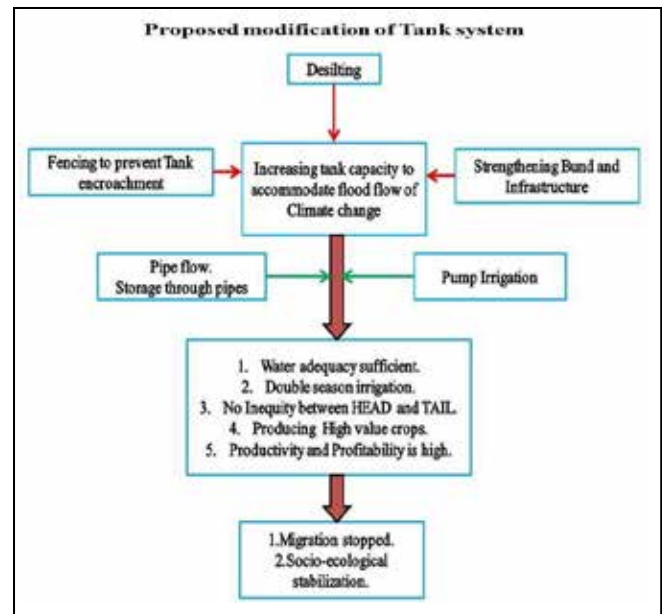 Proposed modification of Tank system
Desilting
Fencing to prevent Tank
encroachment
Increasing tank capacity to
accommodate flood flow of
Climate change
Strengthening Bund and
Infrastructure
Pipe flow.
Storage through pipes
Pump Irrigation
1. Water adequacy sufficient.
2. Double season irrigation.
3. No Inequity between HEAD and TAIL.
4. Producing High value crops.
5. Productivity and Profitability is high.
1.Migration stopped.
2.Socio-ecological
stabilization.